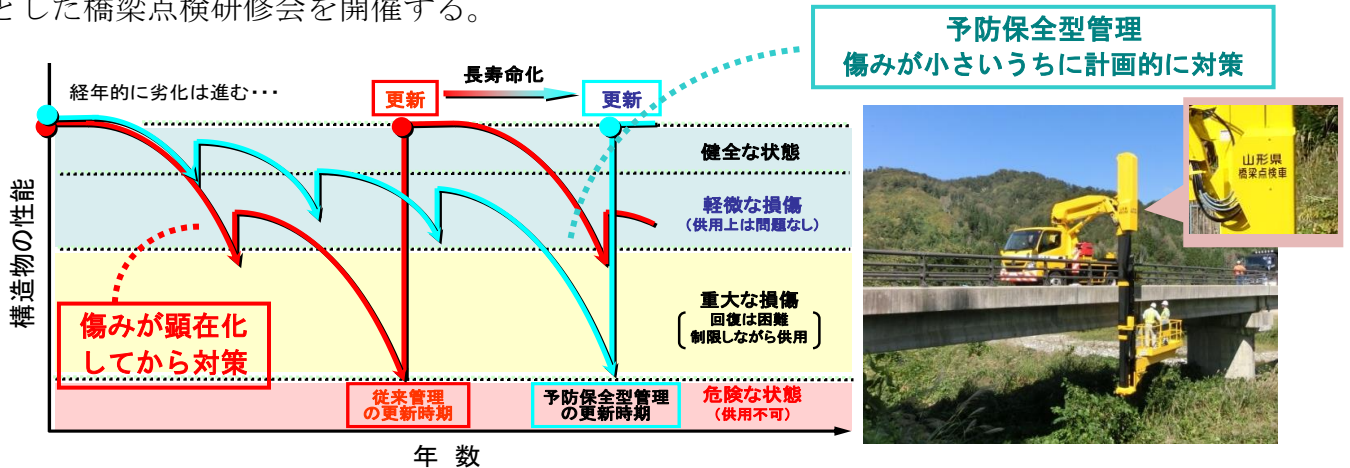 とした橋梁点検研修会を開催する。
予防保全型管理
傷みが小さいうちに計画的に対策
長寿命化
経年的に劣化は進む･･･
更新
更新
健全な状態
軽微な損傷
(供用上は問題なし)
構造物の性能
重大な損傷
回復は困難
制限しながら供用
傷みが顕在化
してから対策
従来管理
の更新時期
予防保全型管理
の更新時期
危険な状態
(供用不可)
年 数
山形県
橋梁点検車